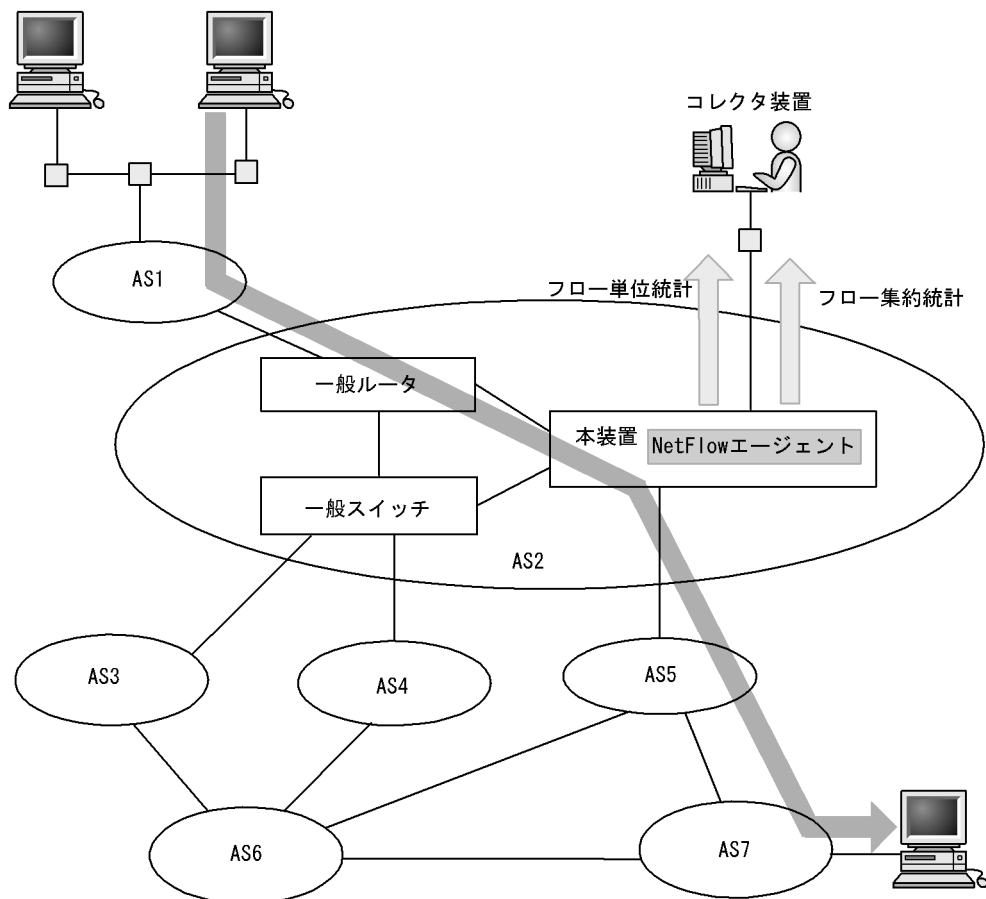 コレクタ装置
AS1
フロー単位統計
フロー集約統計
一般ルータ
本装置
NetFlowエージェント
一般スイッチ
AS2
AS3
AS4
AS5
AS6
AS7